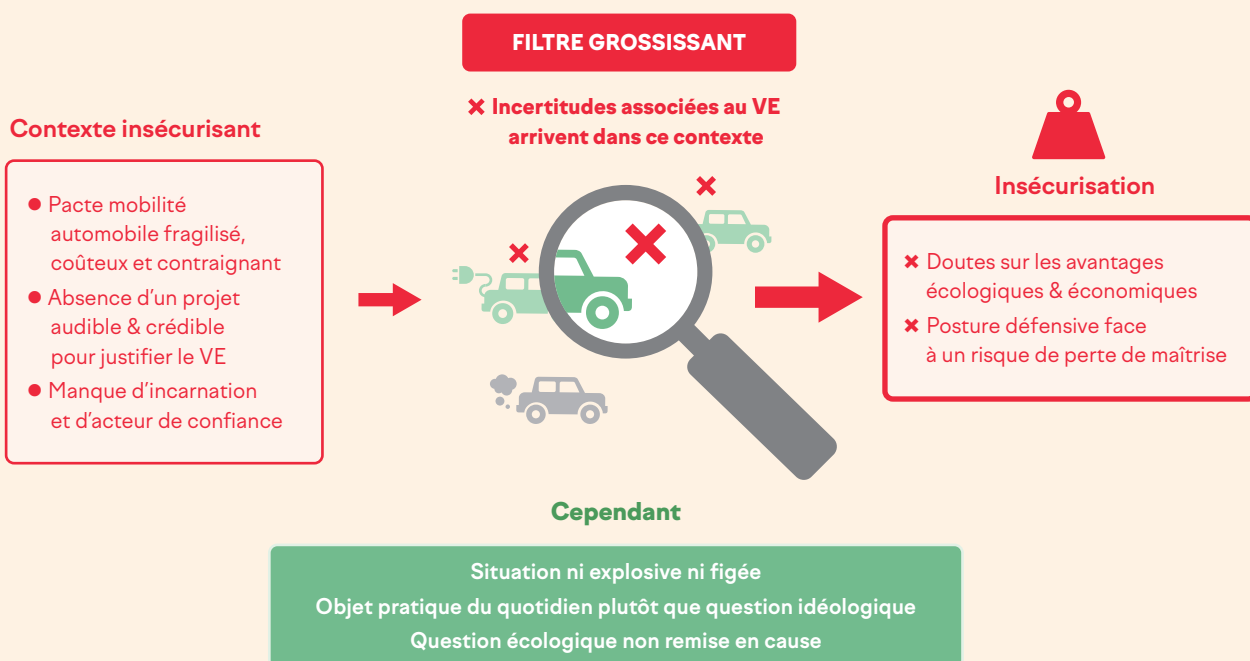 FILTRE GROSSISSANT
✖ Incertitudes associées au VE
arrivent dans ce contexte
Contexte insécurisant
● Pacte mobilité
automobile fragilisé,
coûteux et contraignant
● Absence d'un projet
audible & crédible
pour justifier le VE
● Manque d'incarnation
et d'acteur de confiance
Insécurisation
✖ Doutes sur les avantages
écologiques & économiques
✖ Posture défensive face
à un risque de perte de maîtrise
Cependant
Situation ni explosive ni figée
Objet pratique du quotidien plutôt que question idéologique
Question écologique non remise en cause